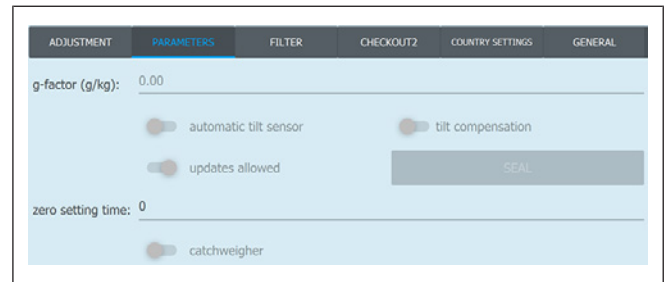 ADJUSTMENT PARAMETERS FILTER CHECKOUT2 COUNTRY SETTINGS GENERAL
g-factor (g/kg): 0.00
automatic tilt sensor tilt compensation
updates allowed SEAL
zero setting time: 0
catchweigher